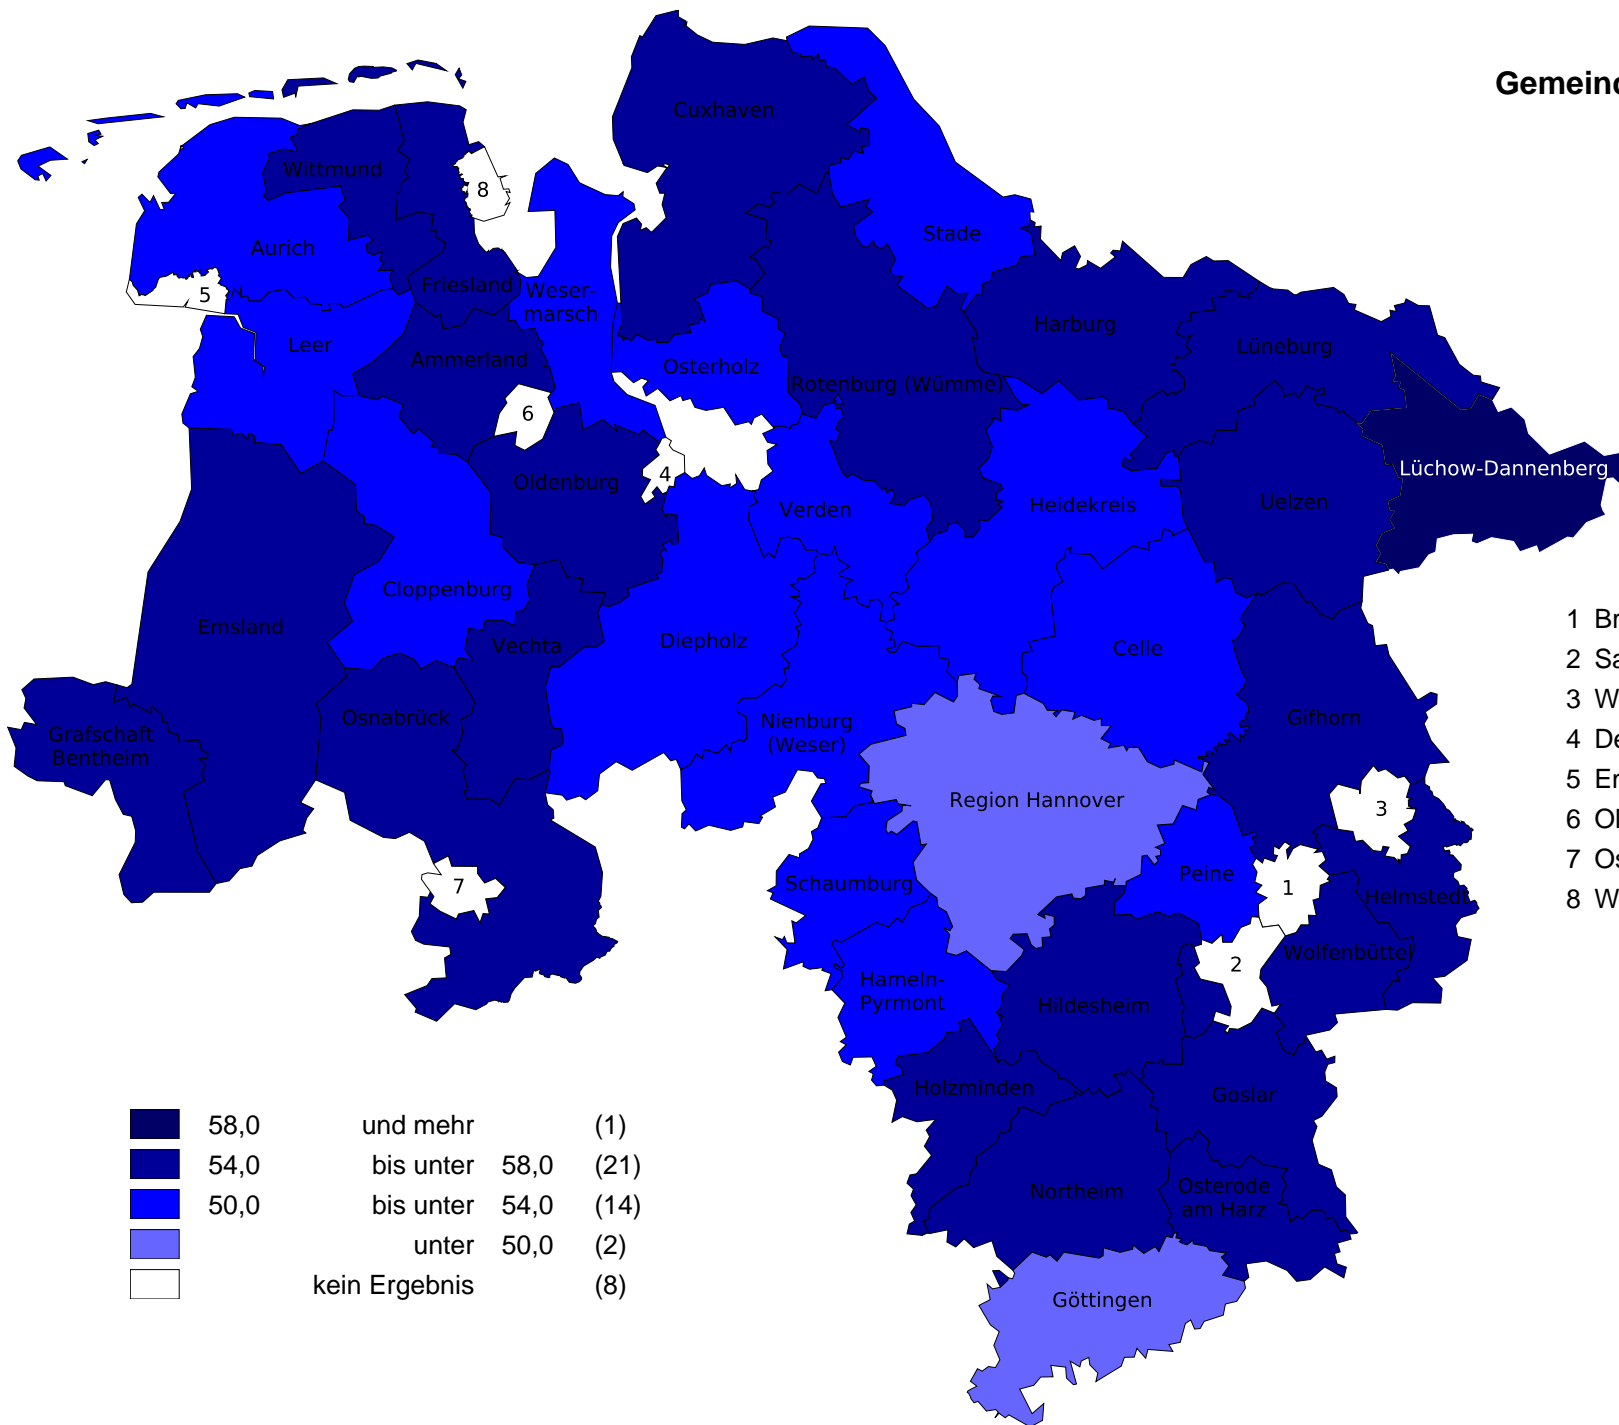 Gemeind
Cuxhaven
Wittmund
8
Stade
Aurich
Friesland
Weser-
marsch
5
Harburg
Leer
Lüneburg
Ammerland
Osterholz
Rotenburg (Wümme)
6
Lüchow-Dannenberg
4
Oldenburg
Verden
Heidekreis
Uelzen
Cloppenburg
Emsland
Diepholz
Vechta
Celle
Osnabrück
Nienburg
(Weser)
Gifhorn
Grafschaft
Bentheim
Region Hannover
3
Schaumburg
Peine
1
7
Helmstedt
Wolfenbüttel
2
Hameln-
Pyrmont
Hildesheim
Holzminden
Goslar
Northeim
Osterode
am Harz
Göttingen
1 Br
2 Sa
3 W
4 De
5 Em
6 Ol
7 Os
8 W
58,0 und mehr (1)
54,0 bis unter 58,0 (21)
50,0 bis unter 54,0 (14)
unter 50,0 (2)
kein Ergebnis (8)